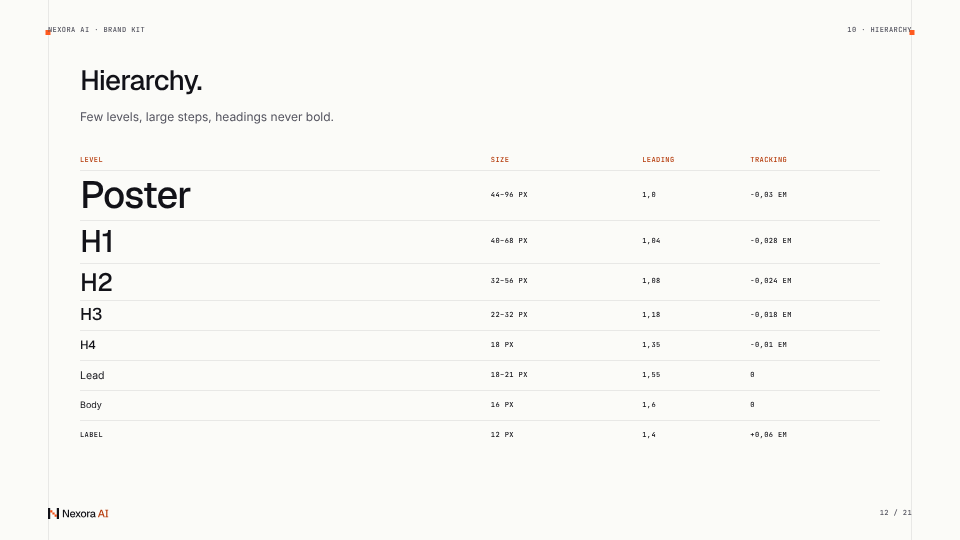 NEXORA AI · BRAND KIT
10 · HIERARCHY
Hierarchy.
Few levels, large steps, headings never bold.
LEVEL SIZE LEADING TRACKING
Poster 44–96 PX 1,0 -0,03 EM
H1 40–68 PX 1,04 -0,028 EM
H2 32–56 PX 1,08 -0,024 EM
H3 22–32 PX 1,18 -0,018 EM
H4 18 PX 1,35 -0,01 EM
Lead 18–21 PX 1,55 0
Body 16 PX 1,6 0
LABEL 12 PX 1,4 +0,06 EM
Nexora AI
12 / 21